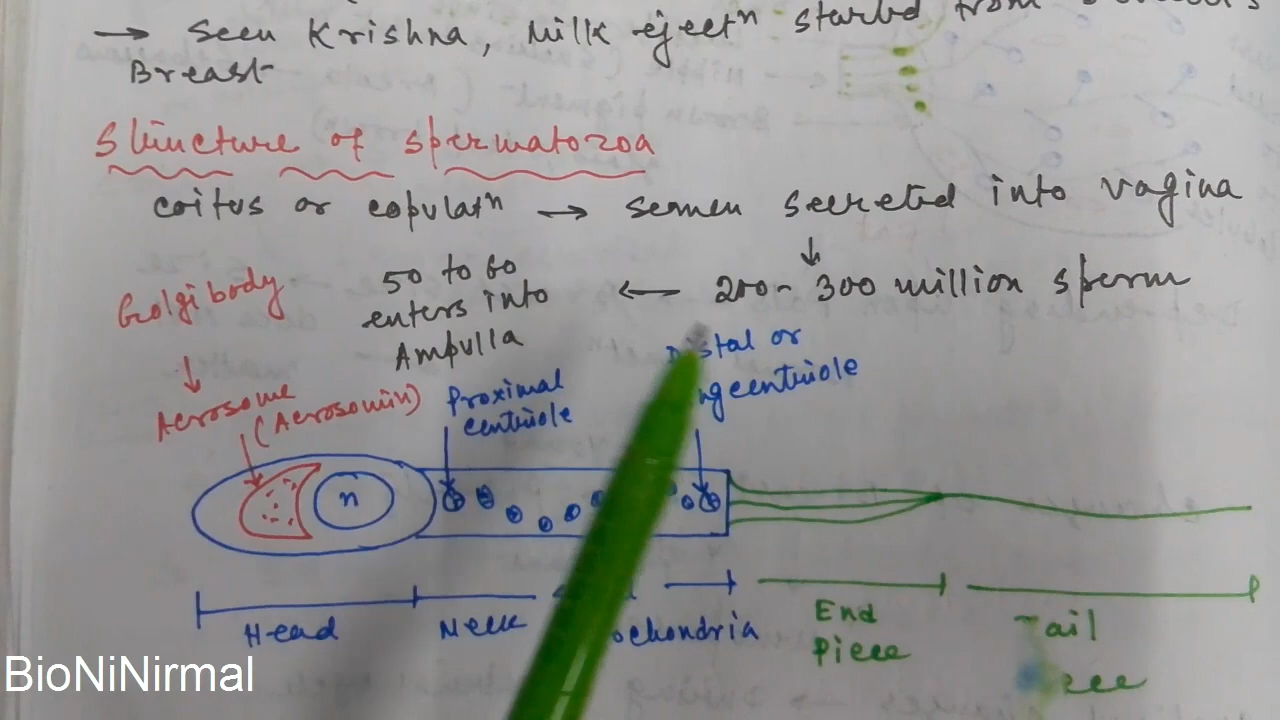 → Seen Krishna, Milk ejectⁿ started from
Breast
Structure of spermatozoa
coitus or copulatⁿ → semen secreted into vagina
↓
50 to 60 ← 200- 300 million sperm
enters into
Ampulla
Golgibody
↓
Acrosome
(Acrosomin)
Proximal
centriole
or
centriole
n
Head
Neck
End
Piece
BioNiNirmal